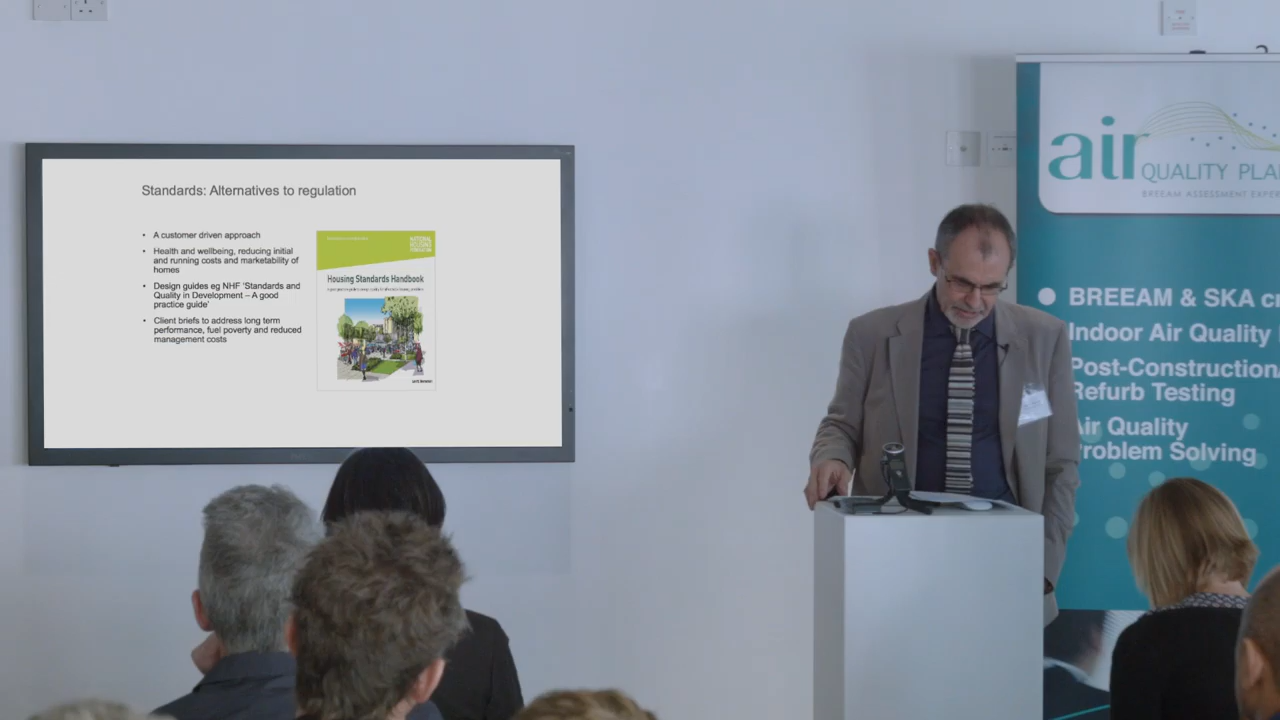 Standards: Alternatives to regulation
• A customer driven approach
• Health and wellbeing, reducing initial
and running costs and marketability of
homes
• Design guides eg NHF 'Standards and
Quality in Development – A good
practice guide'
• Client briefs to address long term
performance, fuel poverty and reduced
management costs
NATIONAL
HOUSING
FEDERATION
Housing Standards Handbook
air
QUALITY PLA
BREEAM ASSESSMENT EXPER
BREEAM & SKA
Indoor Air Quality
Post-Construction/
Refurb Testing
Air Quality
Problem Solving